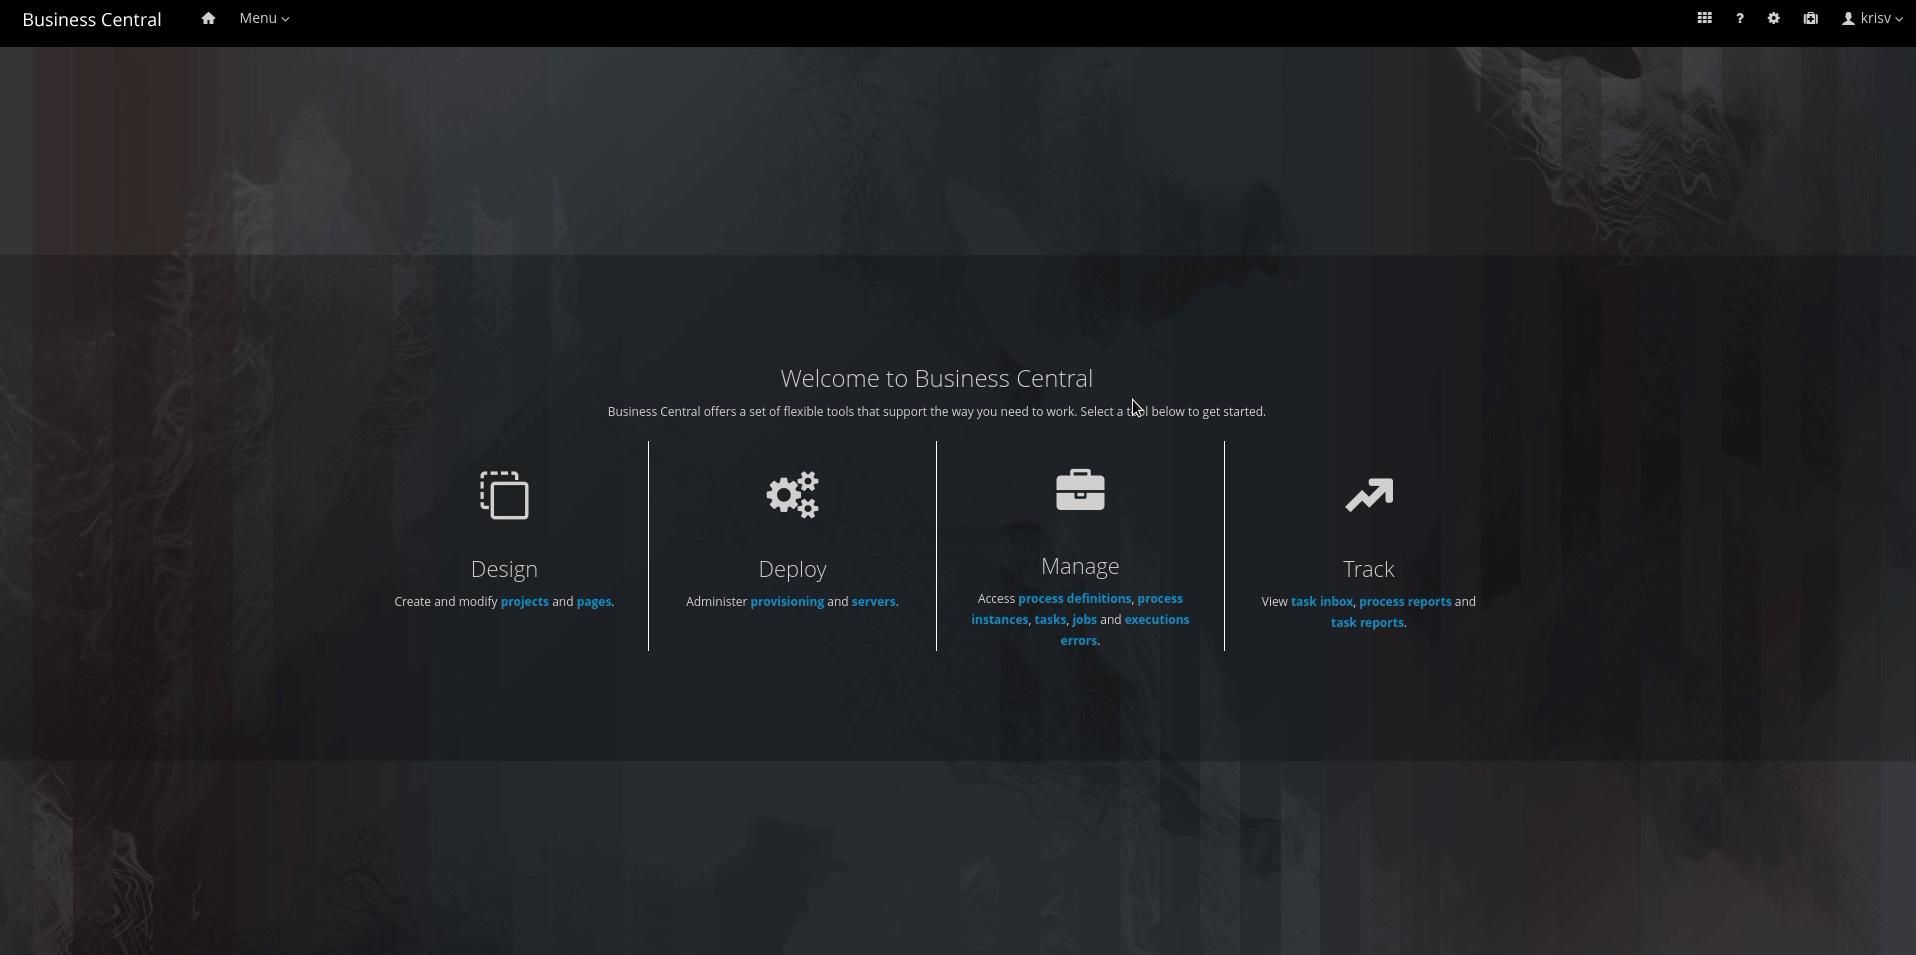 Business Central
Menu
?
krisv
Welcome to Business Central
Business Central offers a set of flexible tools that support the way you need to work. Select a tool below to get started.
Design
Create and modify projects and pages.
Deploy
Administer provisioning and servers.
Manage
Access process definitions, process
instances, tasks, jobs and executions
errors.
Track
View task inbox, process reports and
task reports.